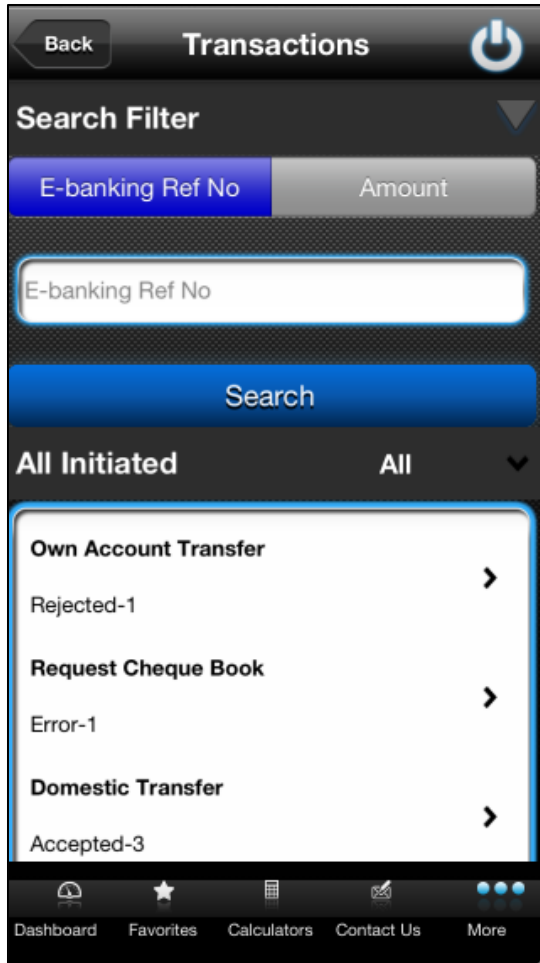 Back Transactions
Search Filter
E-banking Ref No Amount
E-banking Ref No
Search
All Initiated All
Own Account Transfer
Rejected-1
Request Cheque Book
Error-1
Domestic Transfer
Accepted-3
Dashboard Favorites Calculators Contact Us More